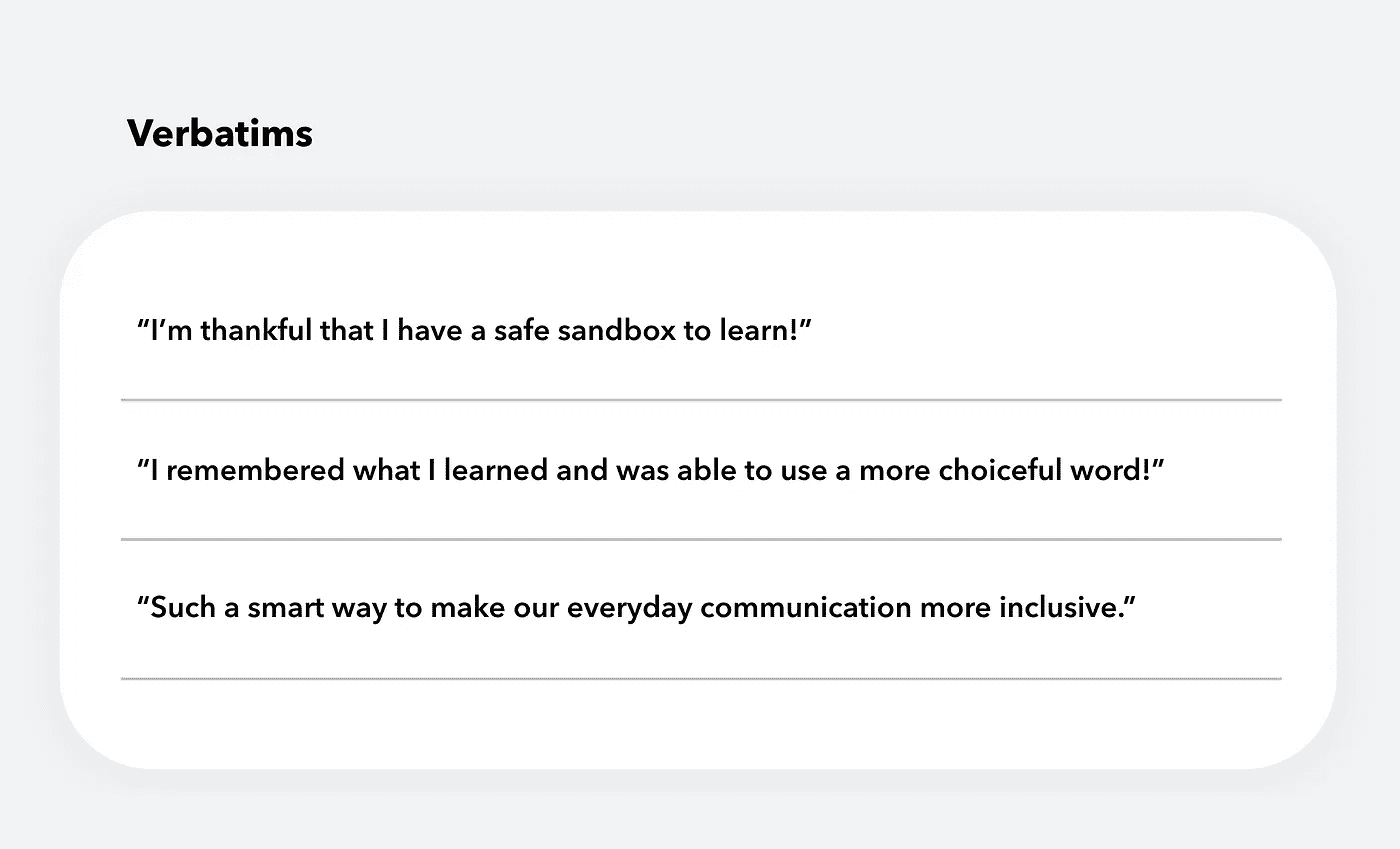 Verbatims
“I’m thankful that I have a safe sandbox to learn!”
“I remembered what I learned and was able to use a more choiceful word!”
“Such a smart way to make our everyday communication more inclusive.”